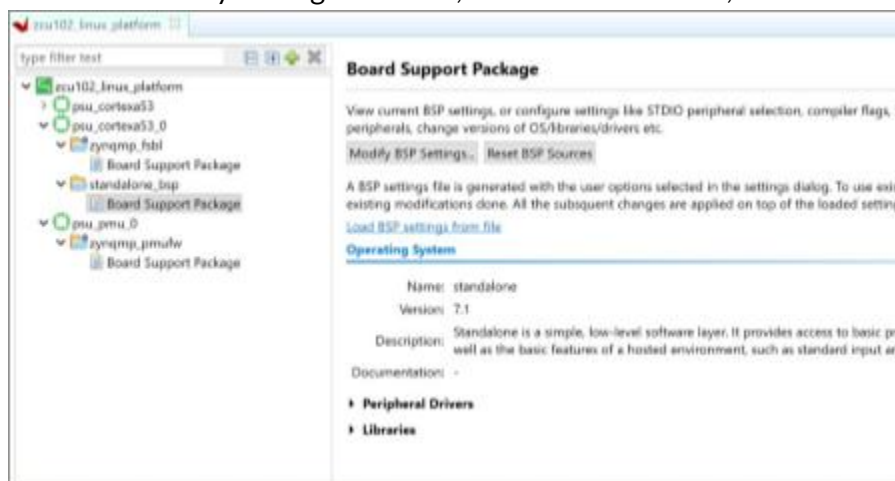 zcu102_linux_platform
type filter text
zcu102_linux_platform
psu_cortexa53
psu_cortexa53_0
zynqmp_fsbl
Board Support Package
standalone_bsp
Board Support Package
psu_pmu_0
zynqmp_pmufw
Board Support Package
Board Support Package
View current BSP settings, or configure settings like STDIO peripheral selection, compiler flags,
peripherals, change versions of OS/libraries/drivers etc.
Modify BSP Settings... Reset BSP Sources
A BSP settings file is generated with the user options selected in the settings dialog. To use
existing modifications done. All the subsequent changes are applied on top of the loaded
Load BSP settings from file
Operating System
Name: standalone
Version: 7.1
Description: Standalone is a simple, low-level software layer. It provides access to basic
well as the basic features of a hosted environment, such as standard input
Documentation: -
Peripheral Drivers
Libraries